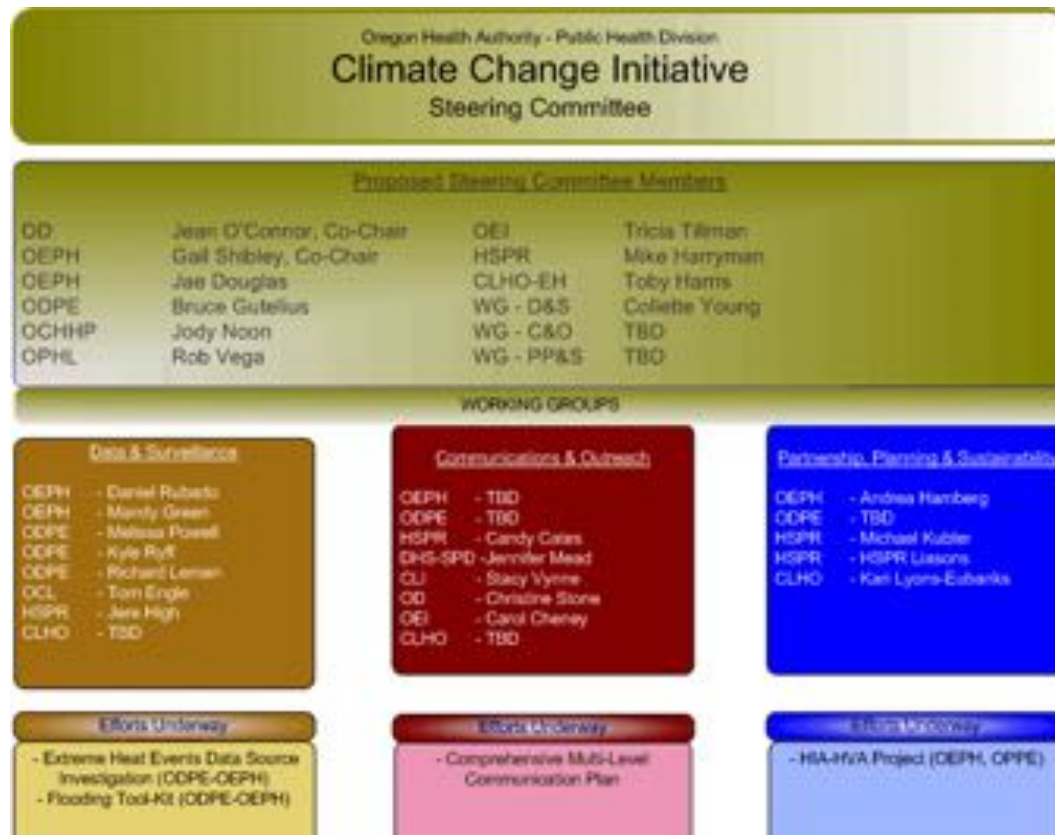 Oregon Health Authority - Public Health Division
Climate Change Initiative
Steering Committee
Proposed Steering Committee Members
OD Jean O'Connor, Co-Chair OEI Tricia Tillman
OEPH Gail Shibley, Co-Chair HSPR Mike Harryman
OEPH Jae Douglas CLHO-EH Toby Harris
ODPE Bruce Gutelius WG - D&S Collette Young
OCHHP Jody Noon WG - C&O TBD
OPHL Rob Vega WG - PP&S TBD
WORKING GROUPS
Data & Surveillance
OEPH - Daniel Rubado
OEPH - Mandy Green
ODPE - Melissa Powell
ODPE - Kyle Ryff
ODPE - Richard Leman
OCL - Tom Engle
HSPR - Jere High
CLHO - TBD
Communications & Outreach
OEPH - TBD
ODPE - TBD
HSPR - Candy Cates
DHS-SPD -Jennifer Mead
CLI - Stacy Vynne
OD - Christine Stone
OEI - Carol Cheney
CLHO - TBD
Partnership, Planning & Sustainability
OEPH - Andrea Hamberg
ODPE - TBD
HSPR - Michael Kubler
HSPR - HSPR Liasons
CLHO - Kari Lyons-Eubanks
Efforts Underway
- Extreme Heat Events Data Source
Investigation (ODPE-OEPH)
- Flooding Tool-Kit (ODPE-OEPH)
Efforts Underway
- Comprehensive Multi-Level
Communication Plan
Efforts Underway
- HIA-HVA Project (OEPH, OPPE)